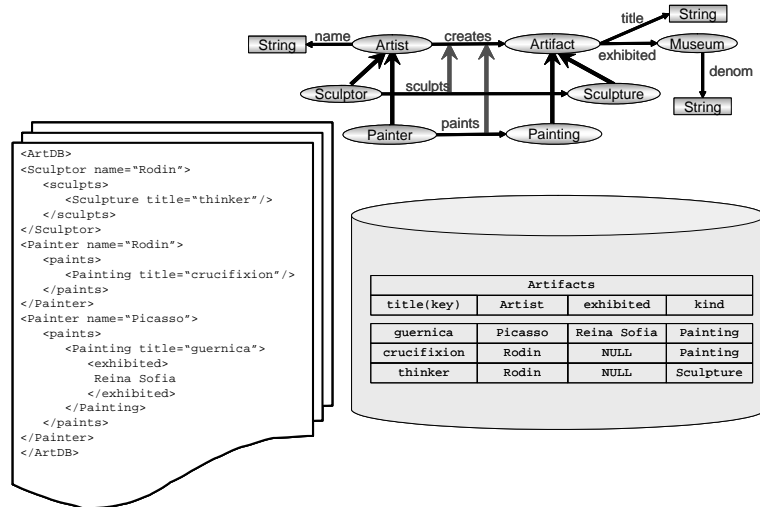 title
String
name
creates
String
Artist
Artifact
Museum
exhibited
denom
Sculptor
sculpts
Sculpture
String
Painter
paints
Painting
<ArtDB>
<Sculptor name="Rodin">
<sculpts>
<Sculpture title="thinker"/>
</sculpts>
</Sculptor>
<Painter name="Rodin">
<paints>
<Painting title="crucifixion"/>
</paints>
</Painter>
<Painter name="Picasso">
<paints>
<Painting title="guernica">
<exhibited>
Reina Sofia
</exhibited>
</Painting>
</paints>
</Painter>
</ArtDB>
Artifacts
title(key) Artist exhibited kind
guernica Picasso Reina Sofia Painting
crucifixion Rodin NULL Painting
thinker Rodin NULL Sculpture